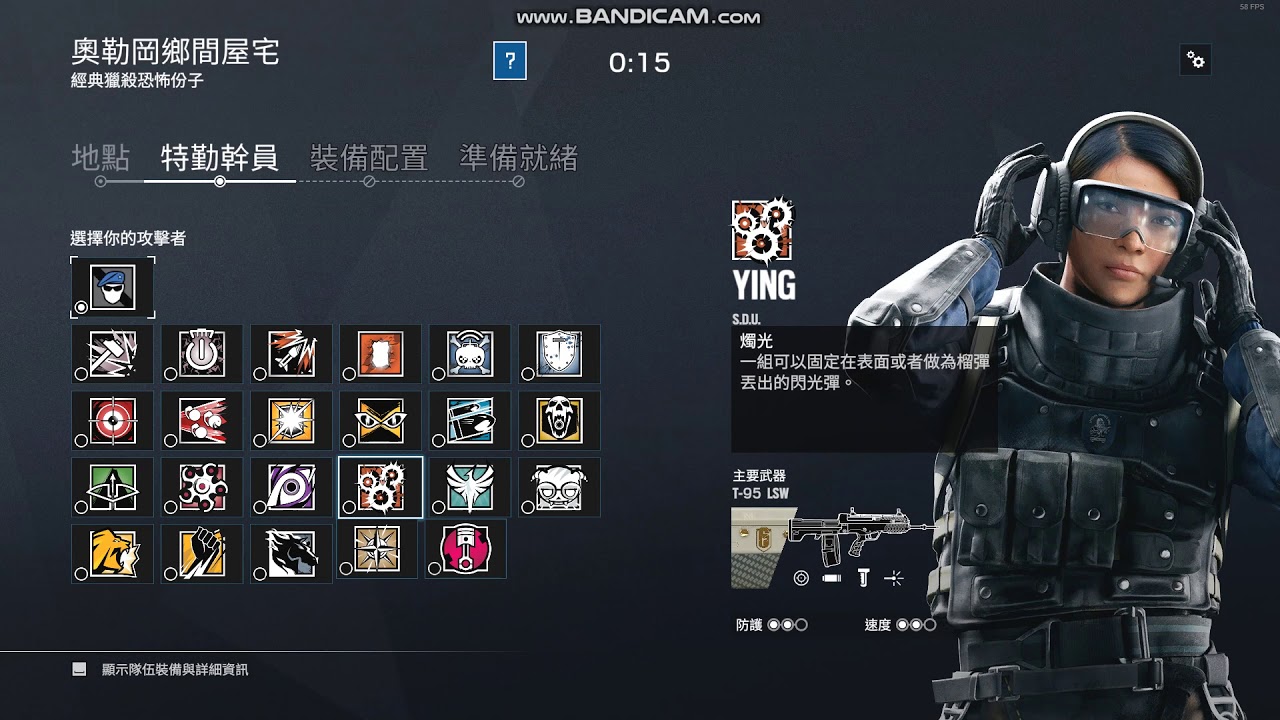 www.BANDICAM.com
58 FPS
奧勒岡鄉間屋宅
經典獵殺恐怖份子
?
0:15
地點
特勤幹員
裝備配置
準備就緒
選擇你的攻擊者
YING
S.D.U.
燭光
一組可以固定在表面或者做為榴彈
丟出的閃光彈。
主要武器
T-95 LSW
防護
速度
顯示隊伍裝備與詳細資訊